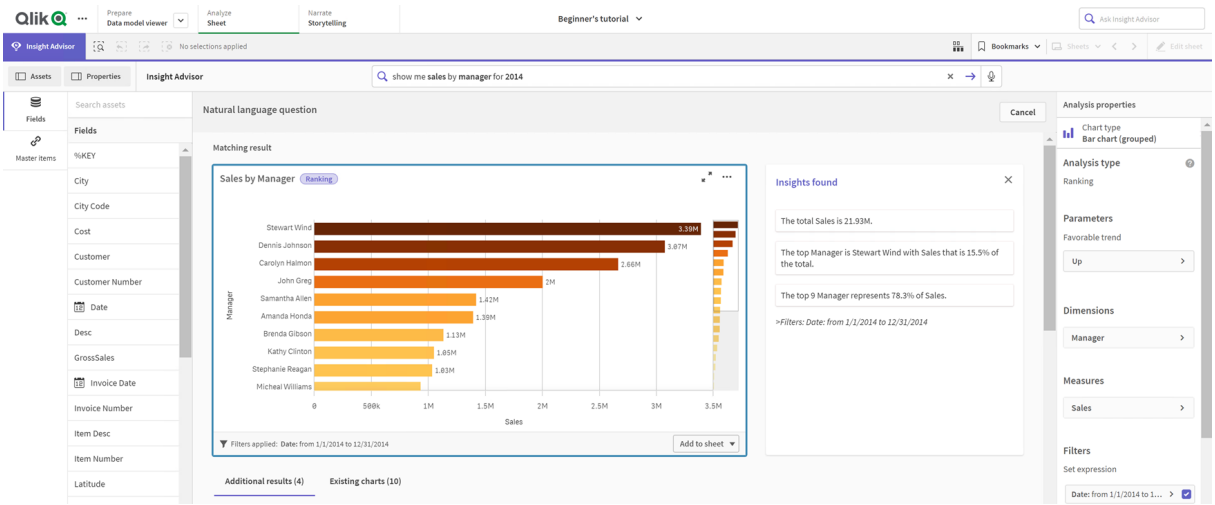 Qlik
Prepare
Data model viewer
Analyze
Sheet
Narrate
Storytelling
Beginner's tutorial
Ask Insight Advisor
Insight Advisor
No selections applied
Bookmarks
Sheets
Edit sheet
Assets
Properties
Insight Advisor
show me sales by manager for 2014
Fields
Master items
Search assets
Fields
%KEY
City
City Code
Cost
Customer
Customer Number
Date
Desc
GrossSales
Invoice Date
Invoice Number
Item Desc
Item Number
Latitude
Natural language question
Cancel
Matching result
Sales by Manager Ranking
Manager
Stewart Wind 3.39M
Dennis Johnson 3.07M
Carolyn Halmon 2.66M
John Greg 2M
Samantha Allen 1.42M
Amanda Honda 1.39M
Brenda Gibson 1.13M
Kathy Clinton 1.05M
Stephanie Reagan 1.03M
Micheal Williams
0 500k 1M 1.5M 2M 2.5M 3M 3.5M
Sales
Filters applied: Date: from 1/1/2014 to 12/31/2014
Add to sheet
Insights found
The total Sales is 21.93M.
The top Manager is Stewart Wind with Sales that is 15.5% of
the total.
The top 9 Manager represents 78.3% of Sales.
>Filters: Date: from 1/1/2014 to 12/31/2014
Additional results (4)
Existing charts (10)
Analysis properties
Chart type
Bar chart (grouped)
Analysis type
Ranking
Parameters
Favorable trend
Up
Dimensions
Manager
Measures
Sales
Filters
Set expression
Date: from 1/1/2014 to 1...